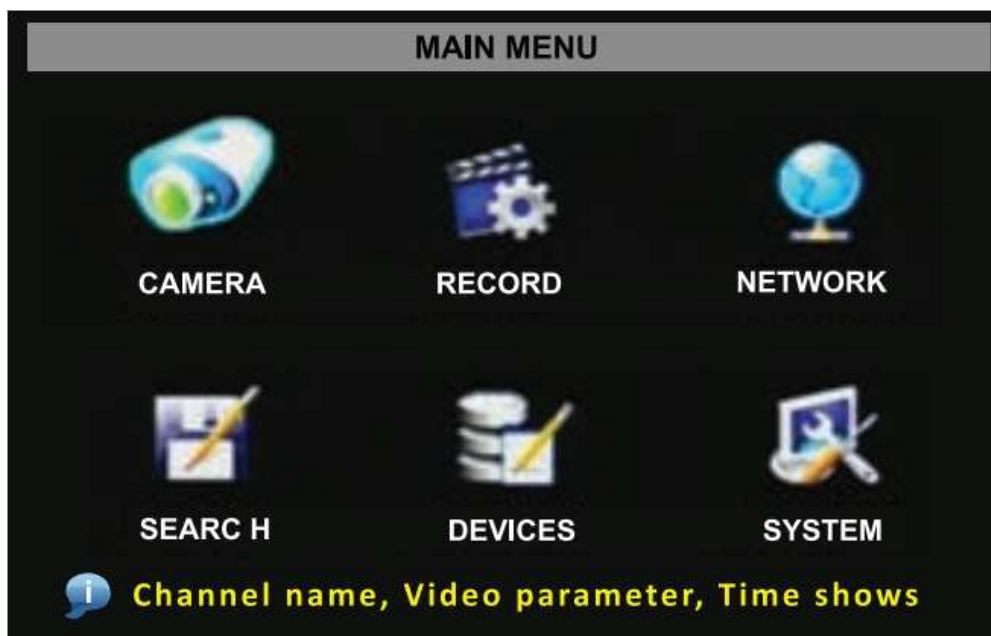 MAIN MENU
CAMERA RECORD NETWORK
SEARC H DEVICES SYSTEM
i Channel name, Video parameter, Time shows